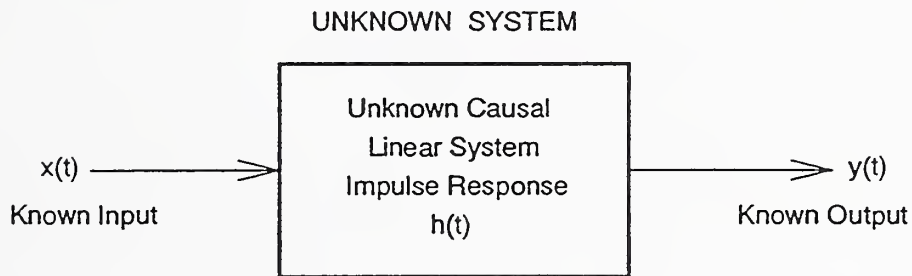 UNKNOWN SYSTEM
Unknown Causal
Linear System
Impulse Response
h(t)
x(t)
Known Input
y(t)
Known Output